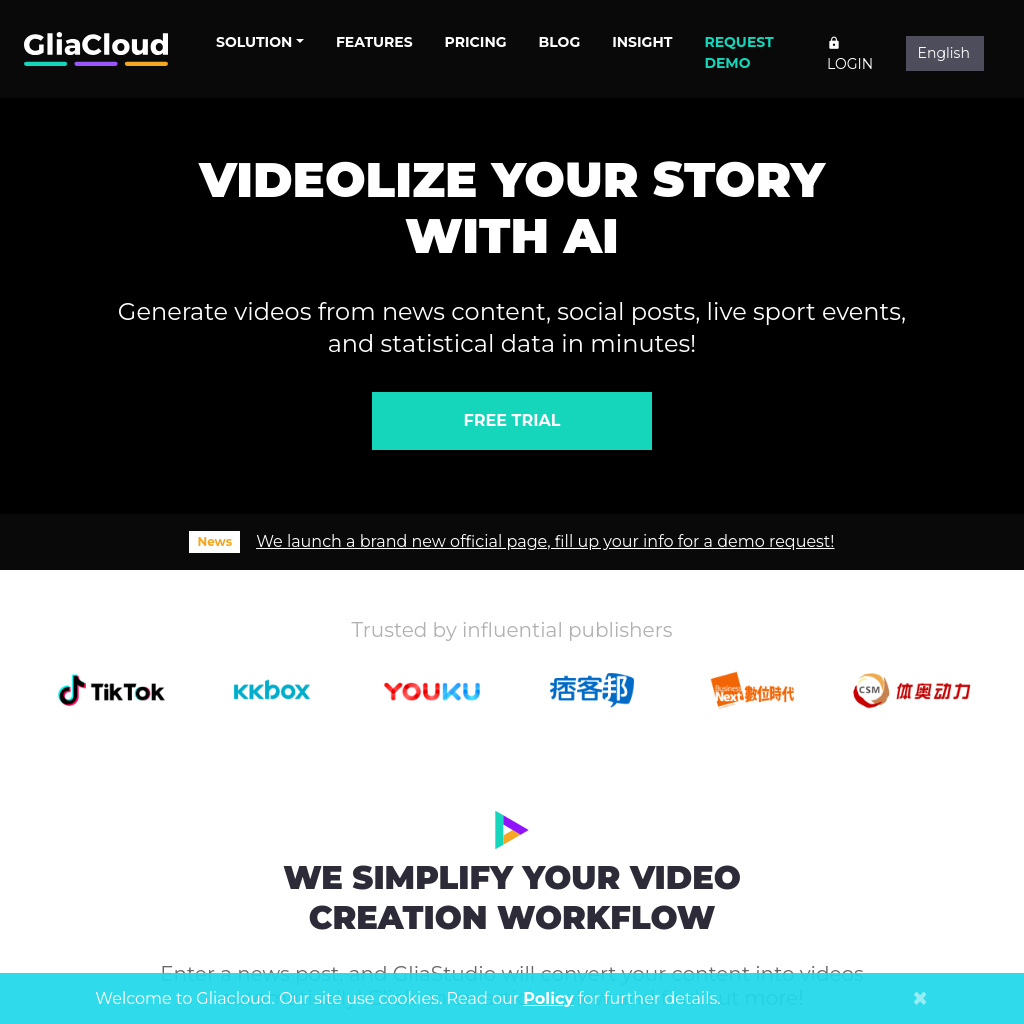 GliaCloud
SOLUTION
FEATURES
PRICING
BLOG
INSIGHT
REQUEST
DEMO
LOGIN
English
VIDEOLIZE YOUR STORY
WITH AI
Generate videos from news content, social posts, live sport events,
and statistical data in minutes!
FREE TRIAL
News We launch a brand new official page, fill up your info for a demo request!
Trusted by influential publishers
TikTok
KKBOX
YOUKU
痞客邦
Business Next 數位時代
CSM 体奥动力
WE SIMPLIFY YOUR VIDEO
CREATION WORKFLOW
Enter a news post, and GliaStudio will convert your content into videos
out more!
Welcome to Gliacloud. Our site use cookies. Read our Policy for further details.